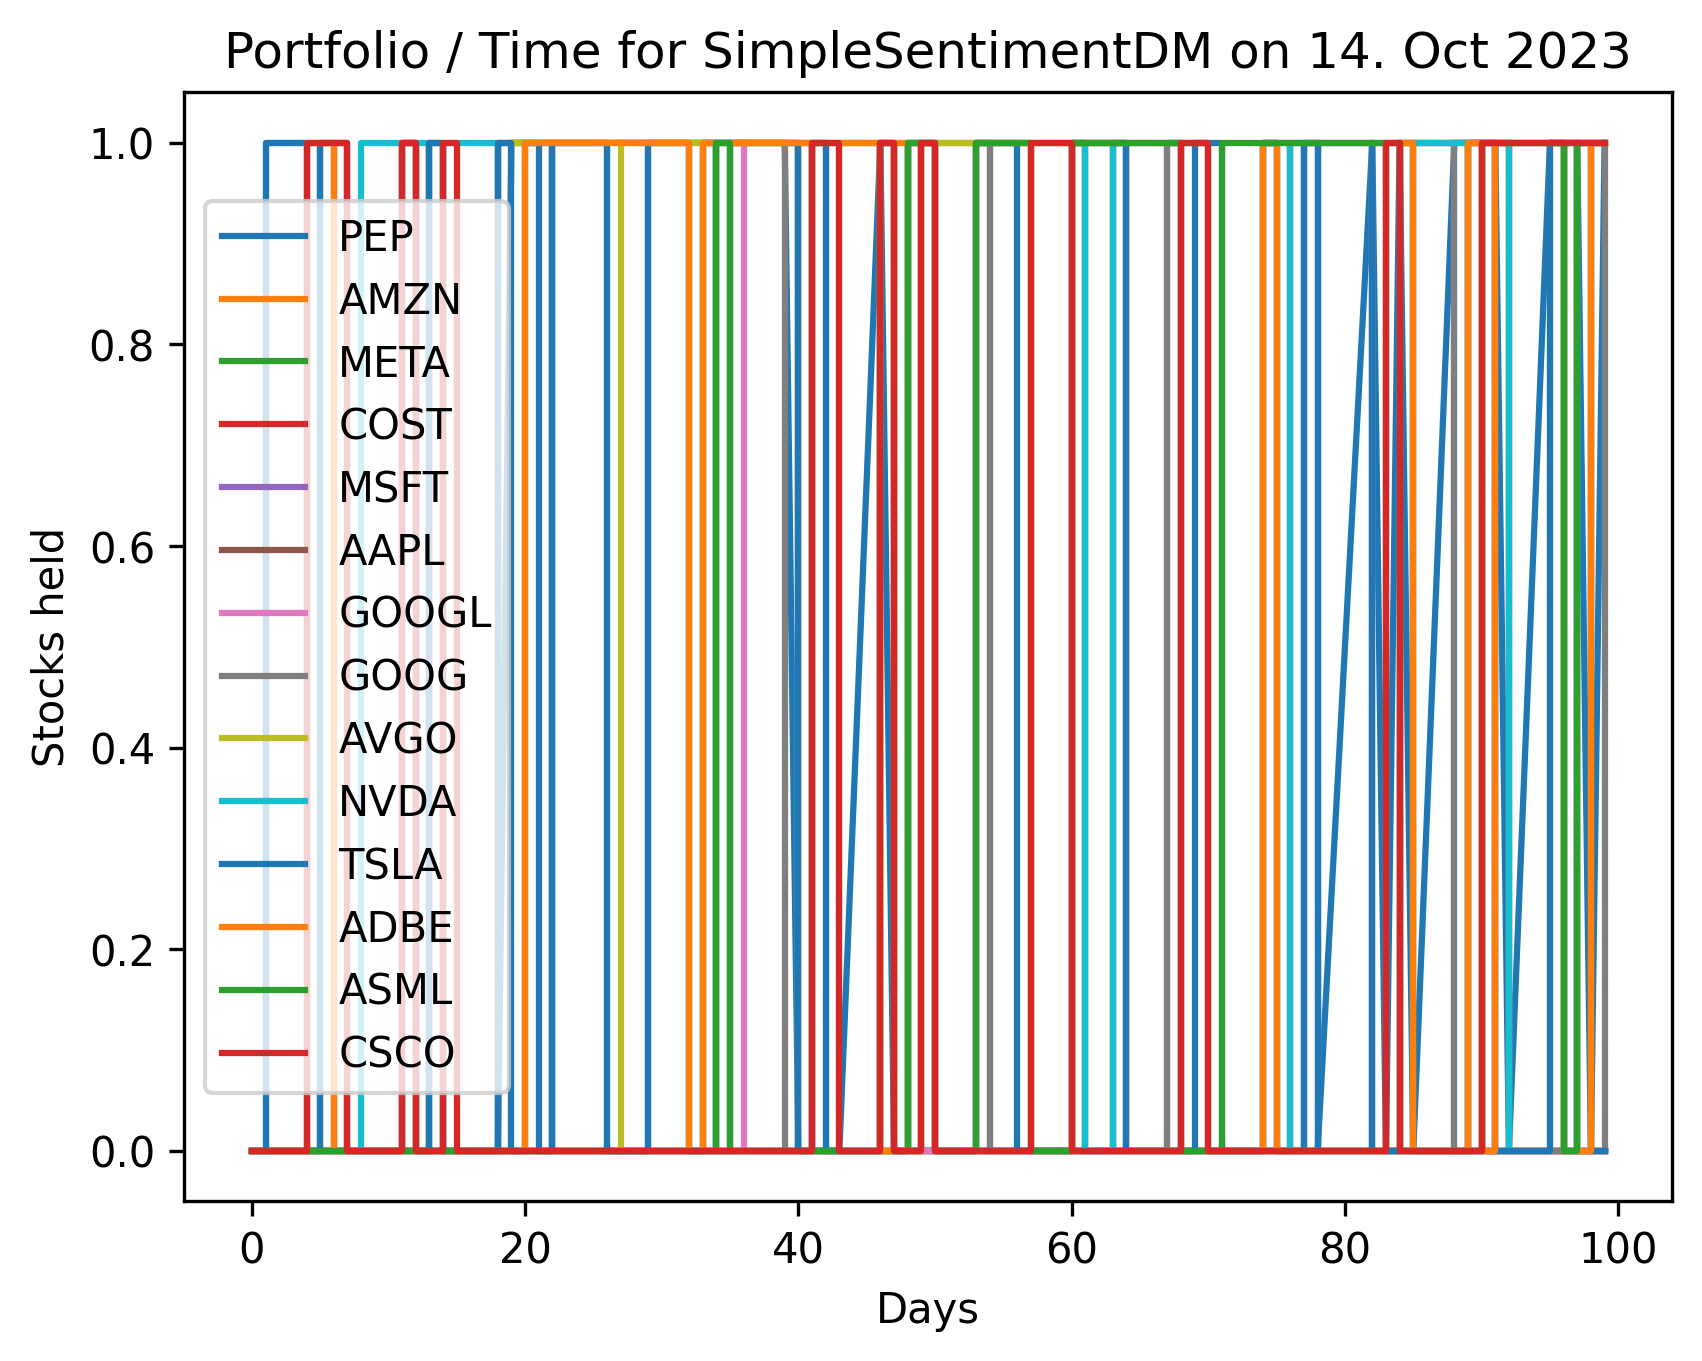 Portfolio / Time for SimpleSentimentDM on 14. Oct 2023
1.0
0.8
0.6
0.4
0.2
0.0
Stocks held
PEP
AMZN
META
COST
MSFT
AAPL
GOOGL
GOOG
AVGO
NVDA
TSLA
ADBE
ASML
CSCO
0 20 40 60 80 100
Days